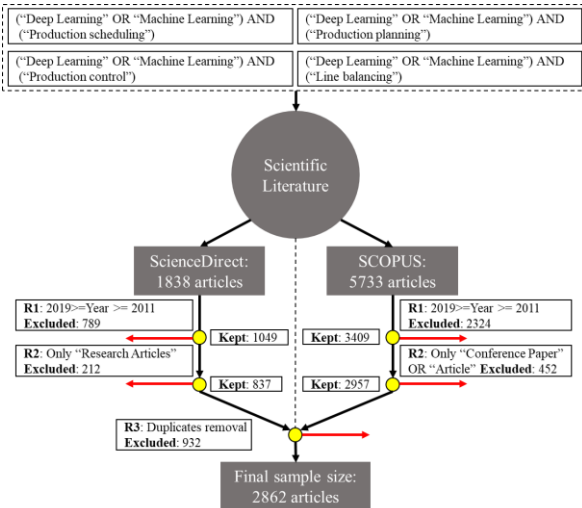 (“Deep Learning” OR “Machine Learning”) AND
(“Production scheduling”)
(“Deep Learning” OR “Machine Learning”) AND
(“Production planning”)
(“Deep Learning” OR “Machine Learning”) AND
(“Production control”)
(“Deep Learning” OR “Machine Learning”) AND
(“Line balancing”)
Scientific
Literature
ScienceDirect:
1838 articles
SCOPUS:
5733 articles
R1: 2019>=Year >= 2011
Excluded: 789
Kept: 1049
Kept: 3409
R1: 2019>=Year >= 2011
Excluded: 2324
R2: Only “Research Articles”
Excluded: 212
Kept: 837
Kept: 2957
R2: Only “Conference Paper”
OR “Article” Excluded: 452
R3: Duplicates removal
Excluded: 932
Final sample size:
2862 articles